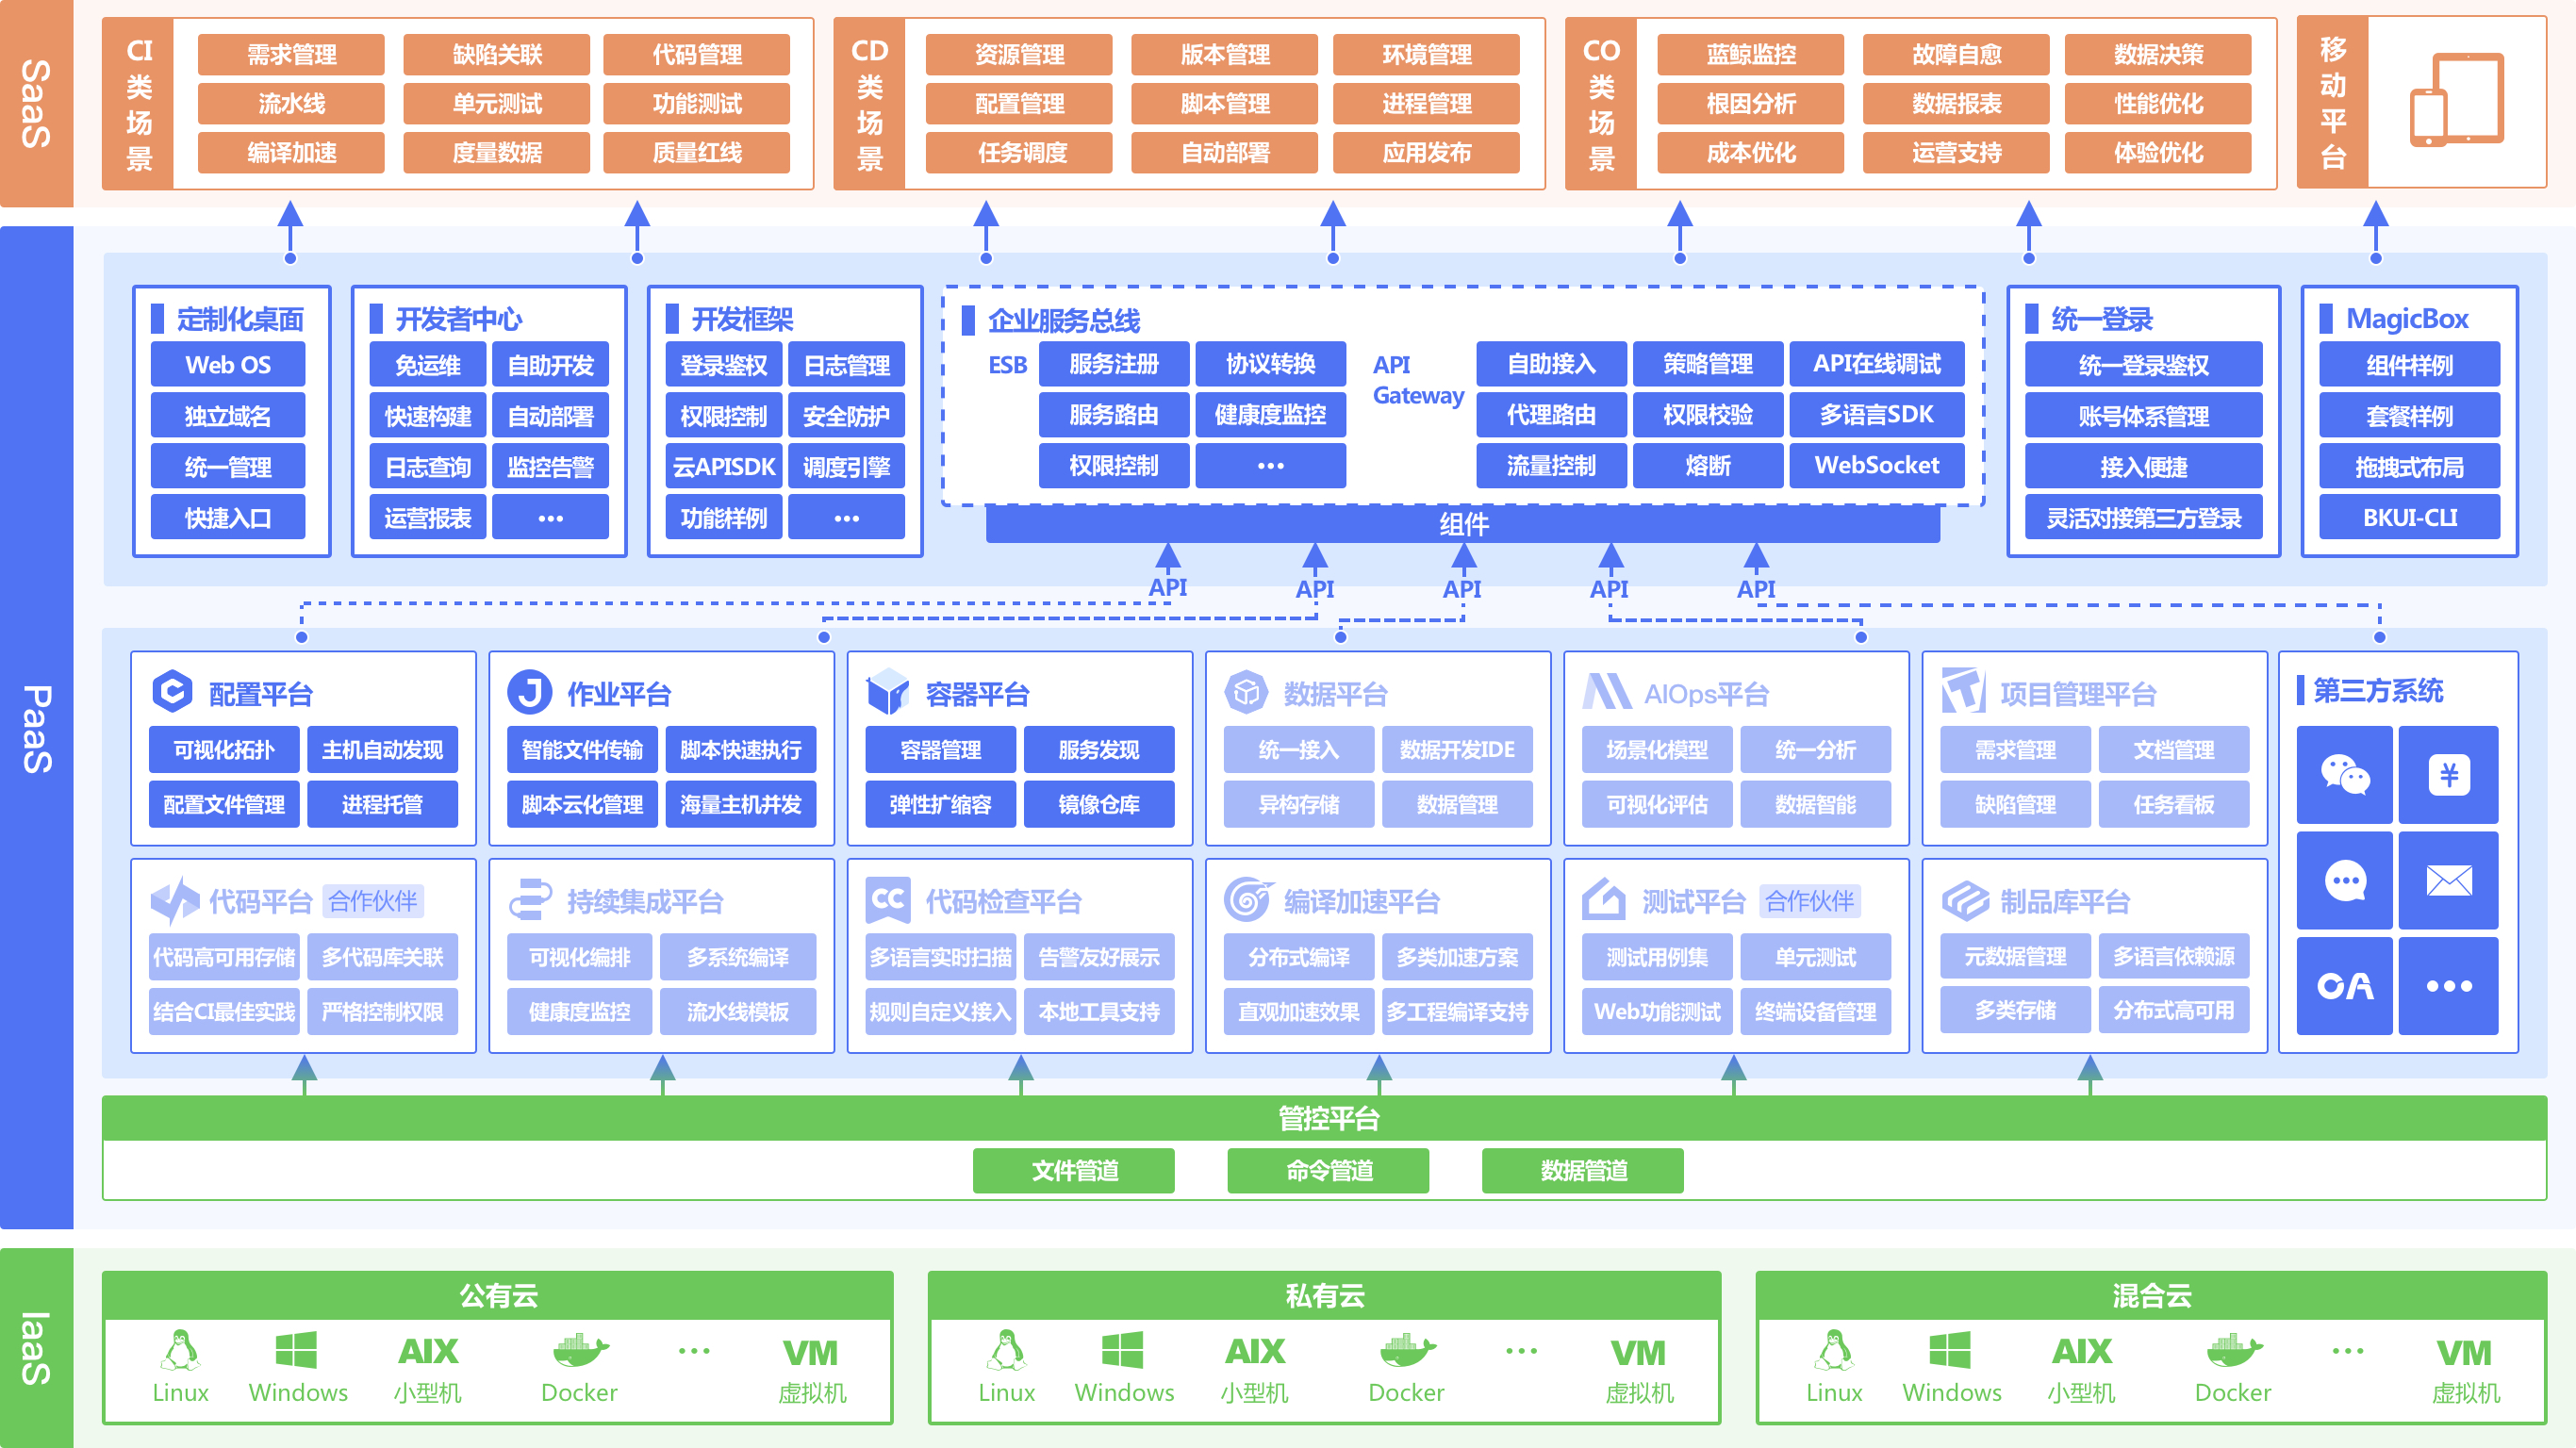 SaaS
CI类场景
需求管理 缺陷关联 代码管理
流水线 单元测试 功能测试
编译加速 度量数据 质量红线
CD类场景
资源管理 版本管理 环境管理
配置管理 脚本管理 进程管理
任务调度 自动部署 应用发布
CO类场景
蓝鲸监控 故障自愈 数据决策
根因分析 数据报表 性能优化
成本优化 运营支持 体验优化
移动平台
PaaS
定制化桌面
Web OS
独立域名
统一管理
快捷入口
开发者中心
免运维 自助开发
快速构建 自动部署
日志查询 监控告警
运营报表 ···
开发框架
登录鉴权 日志管理
权限控制 安全防护
云APISDK 调度引擎
功能样例 ···
企业服务总线
ESB
服务注册 协议转换
服务路由 健康度监控
权限控制 ···
API
Gateway
自助接入 策略管理 API在线调试
代理路由 权限校验 多语言SDK
流量控制 熔断 WebSocket
组件
统一登录
统一登录鉴权
账号体系管理
接入便捷
灵活对接第三方登录
MagicBox
组件样例
套餐样例
拖拽式布局
BKUI-CLI
API API API API API
配置平台
可视化拓扑 主机自动发现
配置文件管理 进程托管
作业平台
智能文件传输 脚本快速执行
脚本云化管理 海量主机并发
容器平台
容器管理 服务发现
弹性扩缩容 镜像仓库
数据平台
统一接入 数据开发IDE
异构存储 数据管理
AIOps平台
场景化模型 统一分析
可视化评估 数据智能
项目管理平台
需求管理 文档管理
缺陷管理 任务看板
第三方系统
¥
OA ···
代码平台 合作伙伴
代码高可用存储 多代码库关联
结合CI最佳实践 严格控制权限
持续集成平台
可视化编排 多系统编译
健康度监控 流水线模板
CC 代码检查平台
多语言实时扫描 告警友好展示
规则自定义接入 本地工具支持
编译加速平台
分布式编译 多类加速方案
直观加速效果 多工程编译支持
测试平台 合作伙伴
测试用例集 单元测试
Web功能测试 终端设备管理
制品库平台
元数据管理 多语言依赖源
多类存储 分布式高可用
管控平台
文件管道 命令管道 数据管道
IaaS
公有云
AIX ··· VM
Linux Windows 小型机 Docker 虚拟机
私有云
AIX ··· VM
Linux Windows 小型机 Docker 虚拟机
混合云
AIX ··· VM
Linux Windows 小型机 Docker 虚拟机